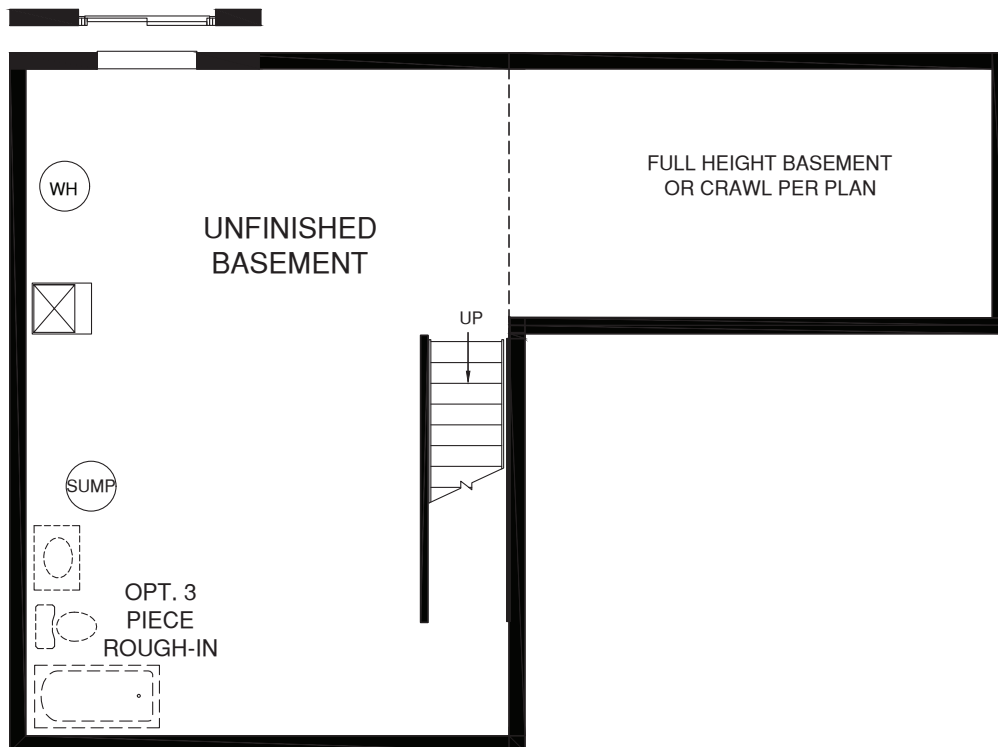 FULL HEIGHT BASEMENT
OR CRAWL PER PLAN
WH
UNFINISHED
BASEMENT
UP
SUMP
OPT. 3
PIECE
ROUGH-IN